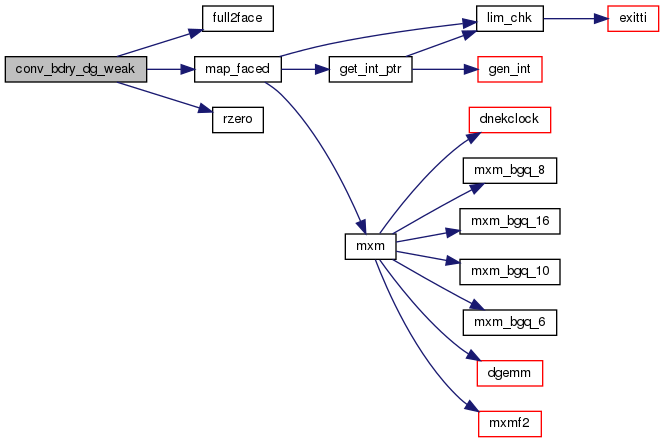 full2face
lim_chk
exitti
conv_bdry_dg_weak
map_faced
get_int_ptr
gen_int
rzero
dnekclock
mxm_bgq_8
mxm_bgq_16
mxm
mxm_bgq_10
mxm_bgq_6
dgemm
mxmf2